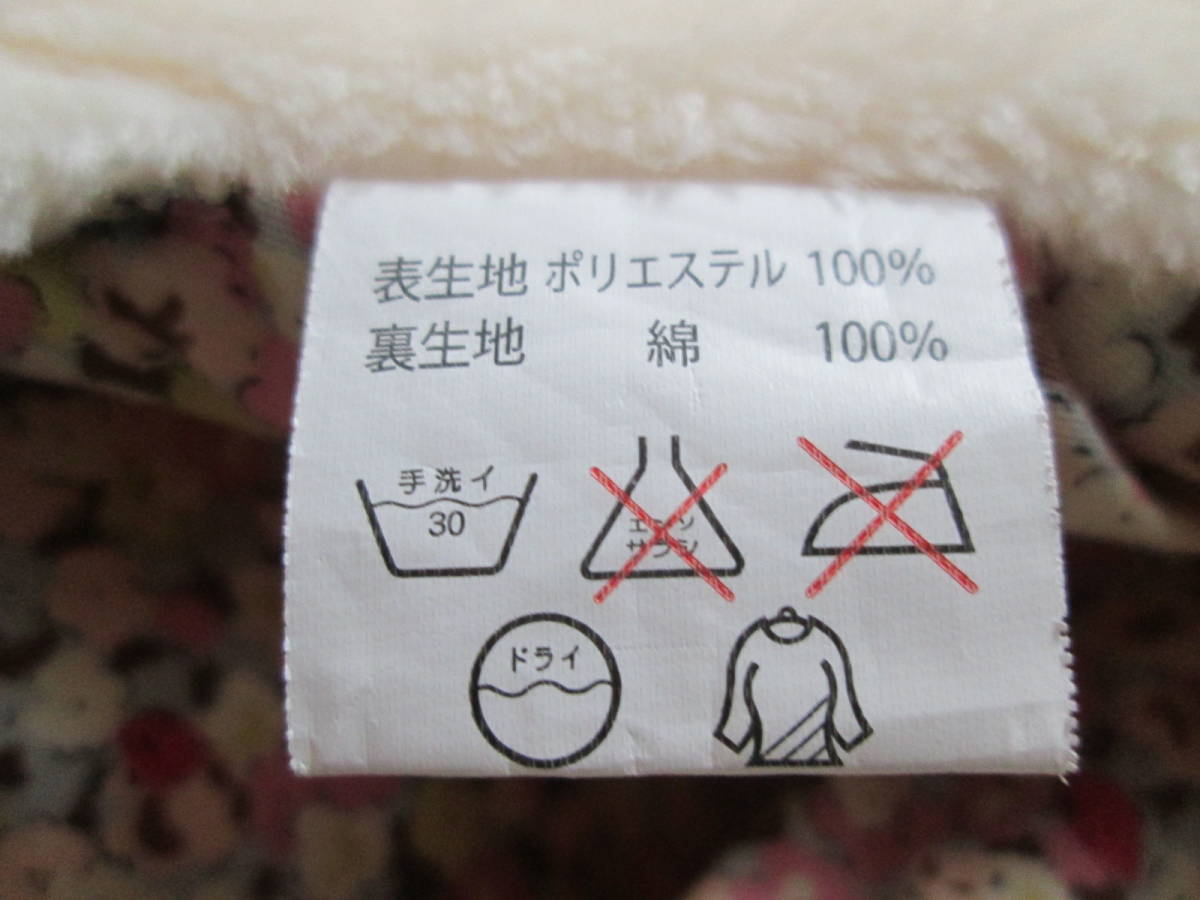 表生地 ポリエステル 100%
裏生地 綿 100%
手洗イ
30
エンソ
サラシ
ドライ